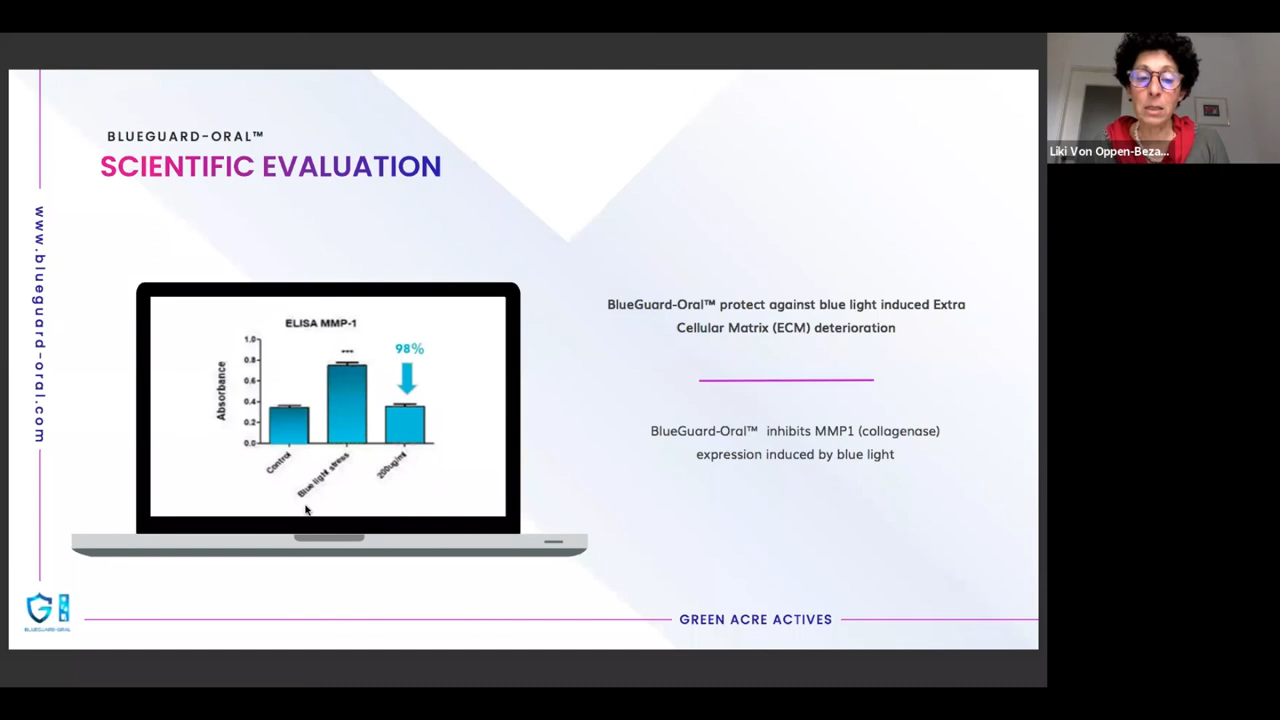 BLUEGUARD-ORAL™
SCIENTIFIC EVALUATION
www.blueguard-oral.com
ELISA MMP-1
Absorbance
1.0
0.8
0.6
0.4
0.2
0.0
***
98%
Control
Blue light stress
200ug/ml
BlueGuard-Oral™ protect against blue light induced Extra
Cellular Matrix (ECM) deterioration
BlueGuard-Oral™ inhibits MMP1 (collagenase)
expression induced by blue light
BLUEGUARD-ORAL
GREEN ACRE ACTIVES
Liki Von Oppen-Beza...